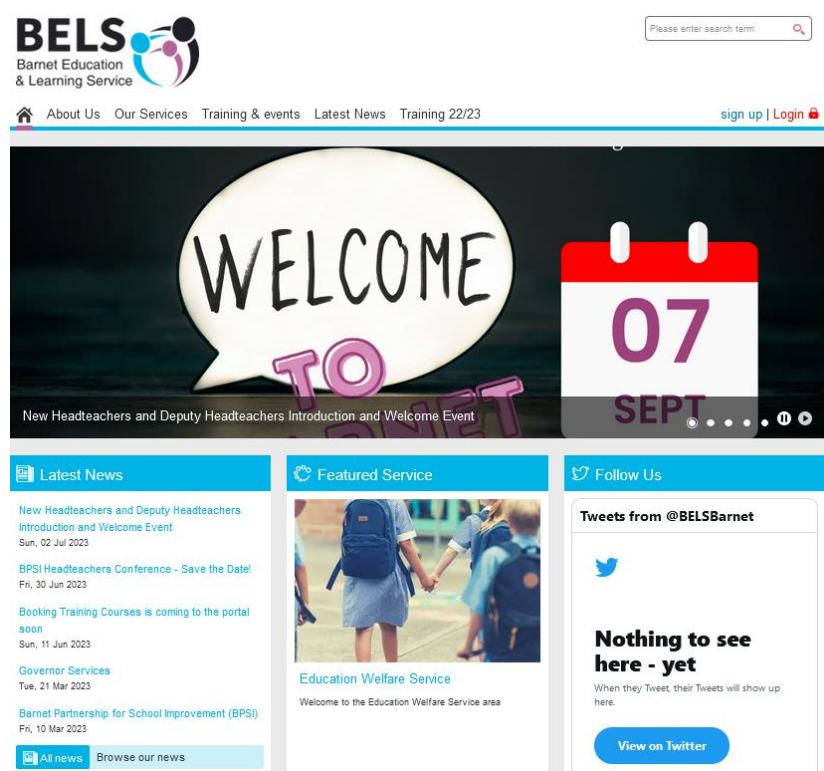 BELS
Barnet Education
& Learning Service
Please enter search term
About Us Our Services Training & events Latest News Training 22/23
sign up | Login
WELCOME
TO
BARNET
07
SEPT
New Headteachers and Deputy Headteachers Introduction and Welcome Event
Latest News
New Headteachers and Deputy Headteachers
Introduction and Welcome Event
Sun, 02 Jul 2023
BPSI Headteachers Conference - Save the Date!
Fri, 30 Jun 2023
Booking Training Courses is coming to the portal
soon
Sun, 11 Jun 2023
Governor Services
Tue, 21 Mar 2023
Barnet Partnership for School Improvement (BPSI)
Fri, 10 Mar 2023
All news Browse our news
Featured Service
Education Welfare Service
Welcome to the Education Welfare Service area
Follow Us
Tweets from @BELSBarnet
Nothing to see
here - yet
When they Tweet, their Tweets will show up
here.
View on Twitter